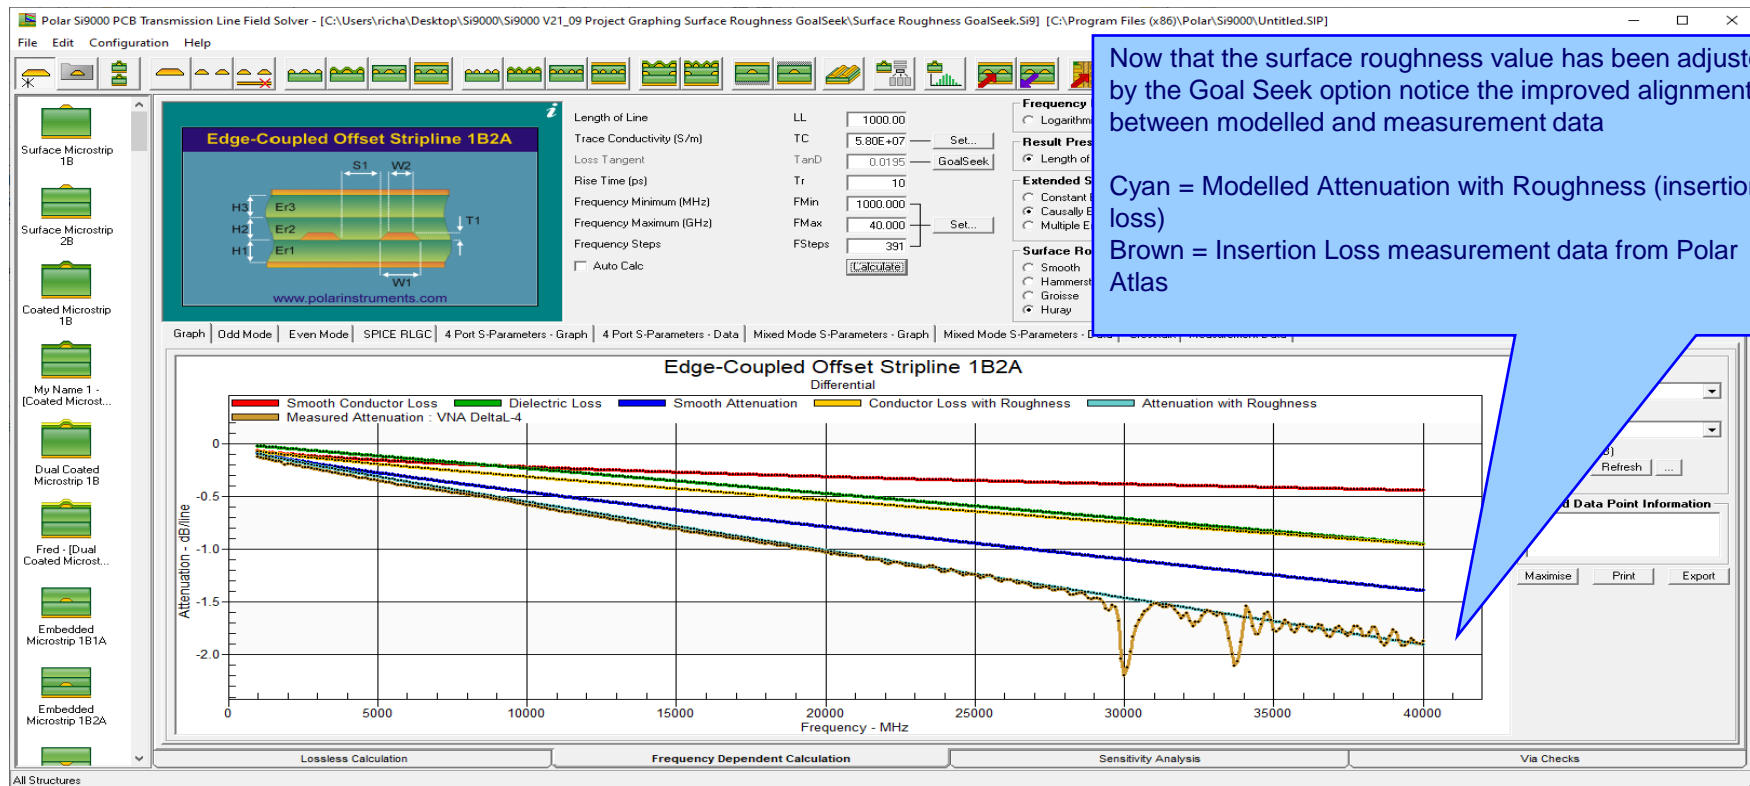 Polar Si9000 PCB Transmission Line Field Solver - [C:\Users\richa\Desktop\Si9000\Si9000 V21_09 Project Graphing Surface Roughness GoalSeek\Surface Roughness GoalSeek.Si9] [C:\Program Files (x86)\Polar\Si9000\Untitled.SIP]
File Edit Configuration Help
Now that the surface roughness value has been adjuste
by the Goal Seek option notice the improved alignment
between modelled and measurement data
Cyan = Modelled Attenuation with Roughness (insertion
loss)
Brown = Insertion Loss measurement data from Polar
Atlas
Surface Microstrip
1B
Surface Microstrip
2B
Coated Microstrip
1B
My Name 1 -
[Coated Microst...
Dual Coated
Microstrip 1B
Fred - [Dual
Coated Microst...
Embedded
Microstrip 1B1A
Embedded
Microstrip 1B2A
Edge-Coupled Offset Stripline 1B2A
i
S1 W2
H3 Er3
H2 Er2 T1
H1 Er1
W1
www.polarinstruments.com
Length of Line LL 1000.00
Trace Conductivity (S/m) TC 5.80E+07 Set...
Loss Tangent TanD 0.0195 GoalSeek
Rise Time (ps) Tr 10
Frequency Minimum (MHz) FMin 1000.000
Frequency Maximum (GHz) FMax 40.000 Set...
Frequency Steps FSteps 391
Auto Calc Calculate
Frequency
Logarithm
Result Pres
Length of
Extended S
Constant
Causally E
Multiple E
Surface Ro
Smooth
Hammerst
Groisse
Huray
Graph Odd Mode Even Mode SPICE RLGC 4 Port S-Parameters - Graph 4 Port S-Parameters - Data Mixed Mode S-Parameters - Graph Mixed Mode S-Parameters - D
Edge-Coupled Offset Stripline 1B2A
Differential
Smooth Conductor Loss Dielectric Loss Smooth Attenuation Conductor Loss with Roughness Attenuation with Roughness
Measured Attenuation : VNA DeltaL-4
Attenuation - dB/line
0
-0.5
-1.0
-1.5
-2.0
0 5000 10000 15000 20000 25000 30000 35000 40000
Frequency - MHz
Refresh ...
Data Point Information
Maximise Print Export
Lossless Calculation Frequency Dependent Calculation Sensitivity Analysis Via Checks
All Structures